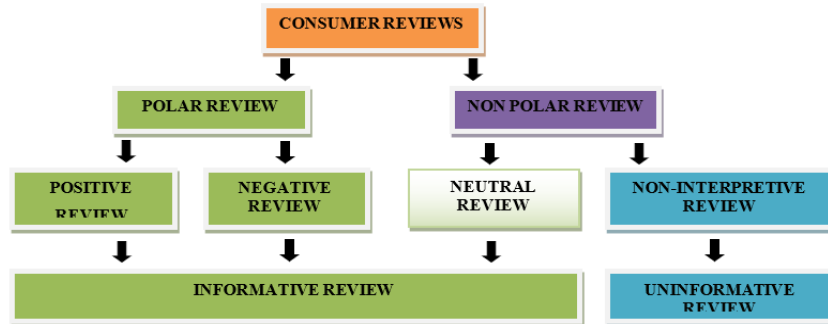 CONSUMER REVIEWS
POLAR REVIEW
NON POLAR REVIEW
POSITIVE
REVIEW
NEGATIVE
REVIEW
NEUTRAL
REVIEW
NON-INTERPRETIVE
REVIEW
INFORMATIVE REVIEW
UNINFORMATIVE
REVIEW